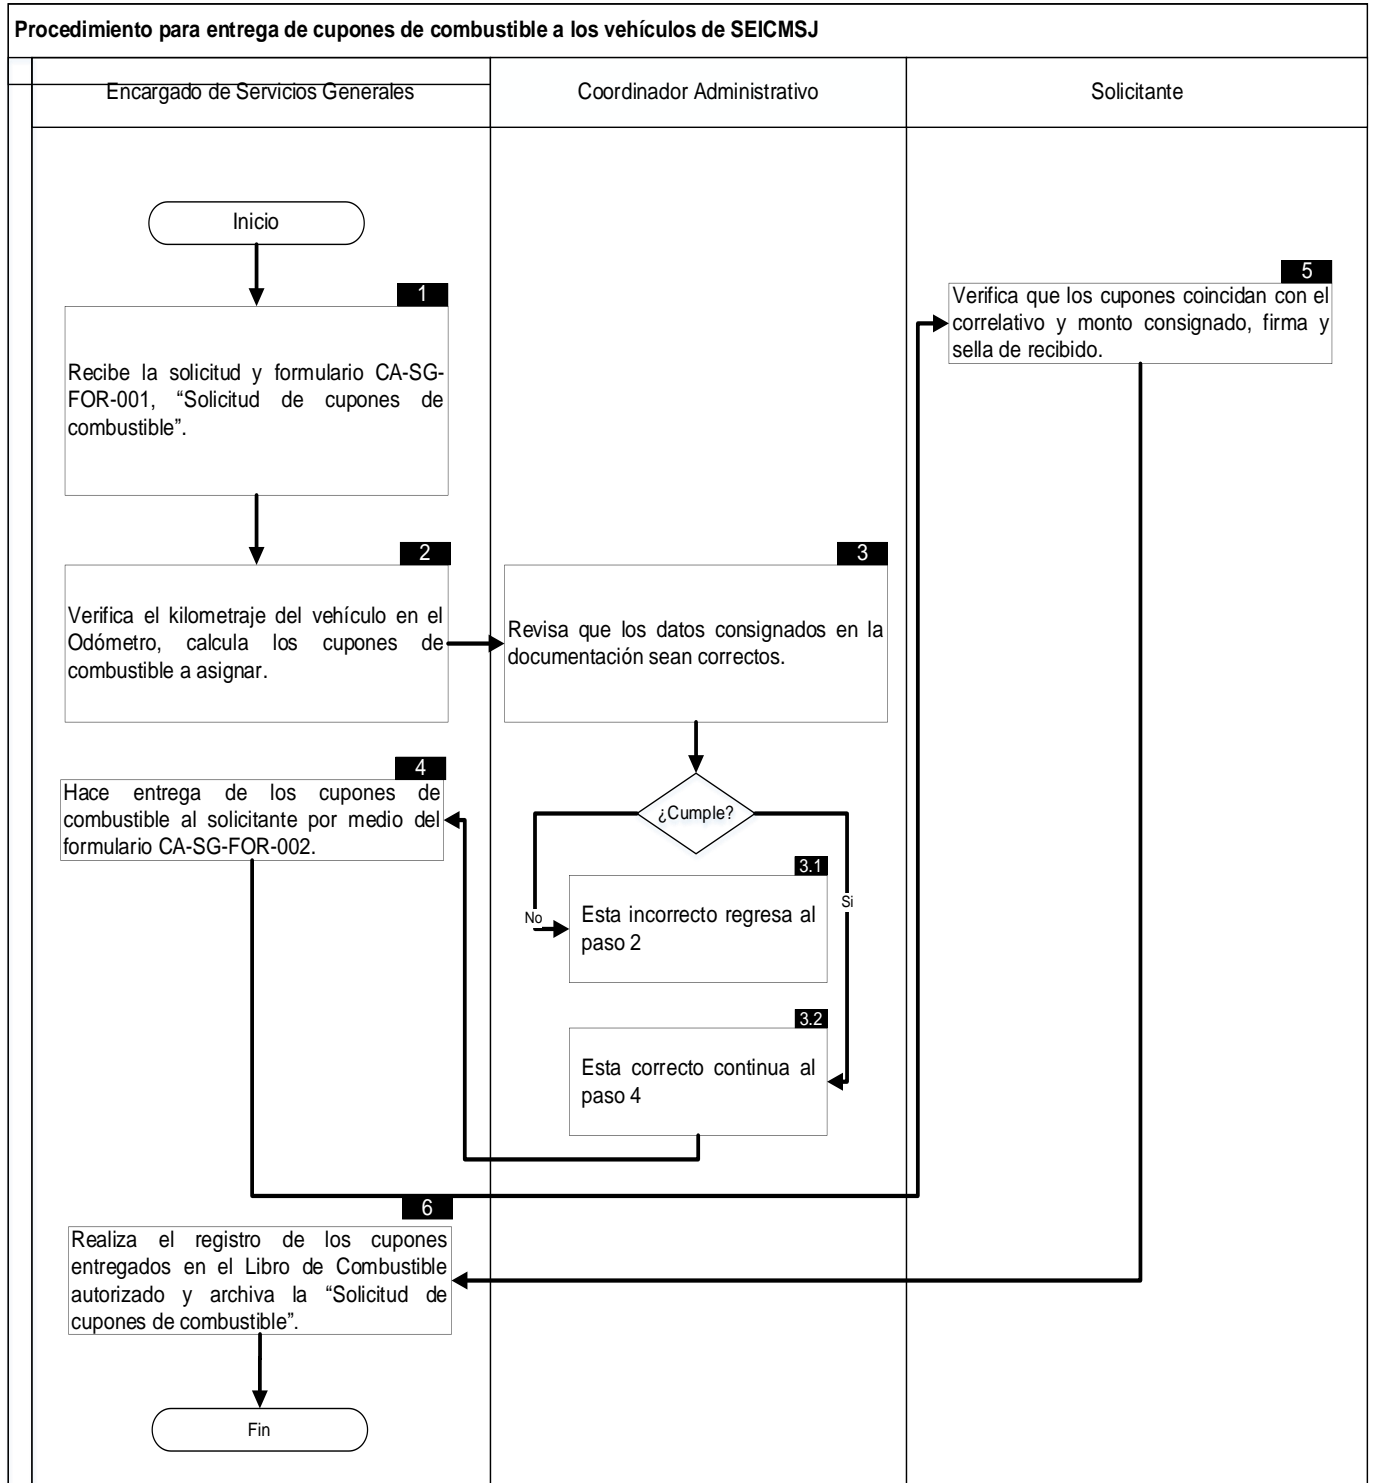 Procedimiento para entrega de cupones de combustible a los vehículos de SEICMSJ
Encargado de Servicios Generales
Coordinador Administrativo
Solicitante
Inicio
1
Recibe la solicitud y formulario CA-SG-
FOR-001, “Solicitud de cupones de
combustible”.
2
Verifica el kilometraje del vehículo en el
Odómetro, calcula los cupones de
combustible a asignar.
3
Revisa que los datos consignados en la
documentación sean correctos.
¿Cumple?
No
Si
3.1
Esta incorrecto regresa al
paso 2
3.2
Esta correcto continua al
paso 4
4
Hace entrega de los cupones de
combustible al solicitante por medio del
formulario CA-SG-FOR-002.
5
Verifica que los cupones coincidan con el
correlativo y monto consignado, firma y
sella de recibido.
6
Realiza el registro de los cupones
entregados en el Libro de Combustible
autorizado y archiva la “Solicitud de
cupones de combustible”.
Fin